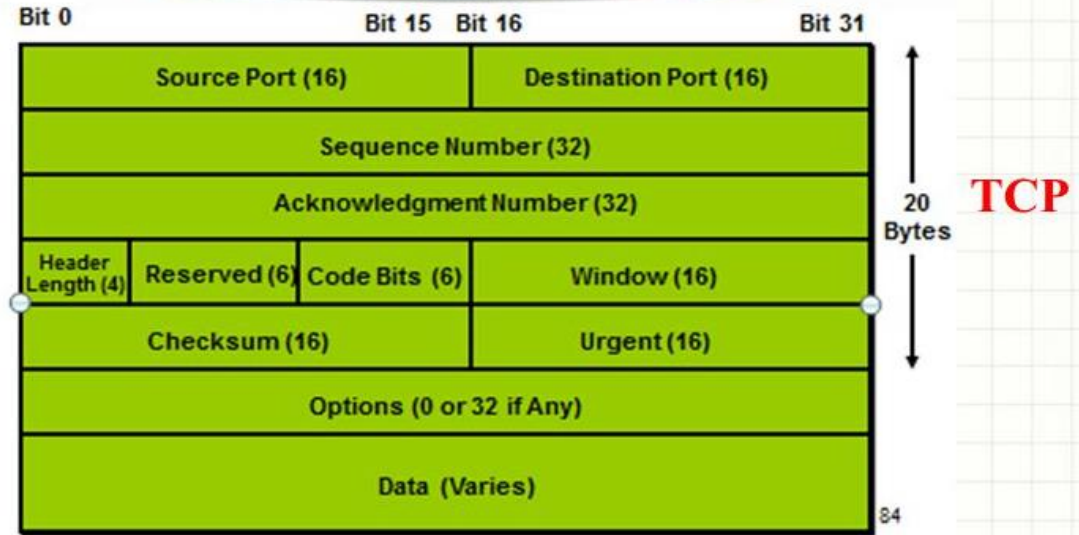 Bit 0 Bit 15 Bit 16 Bit 31
Source Port (16) Destination Port (16)
Sequence Number (32)
Acknowledgment Number (32)
20
Bytes
TCP
Header
Length (4)
Reserved (6)
Code Bits (6)
Window (16)
Checksum (16) Urgent (16)
Options (0 or 32 if Any)
Data (Varies)
84